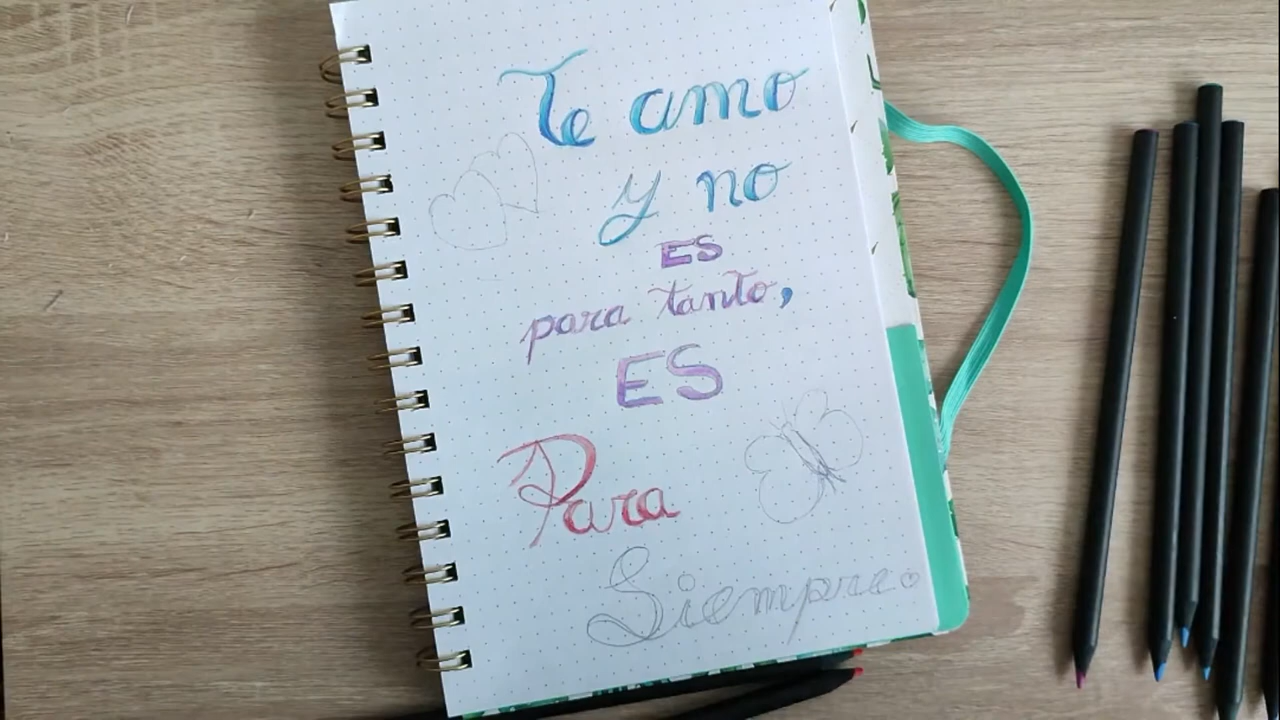 Te amo
y no
ES
para tanto,
ES
Para
Siempre.